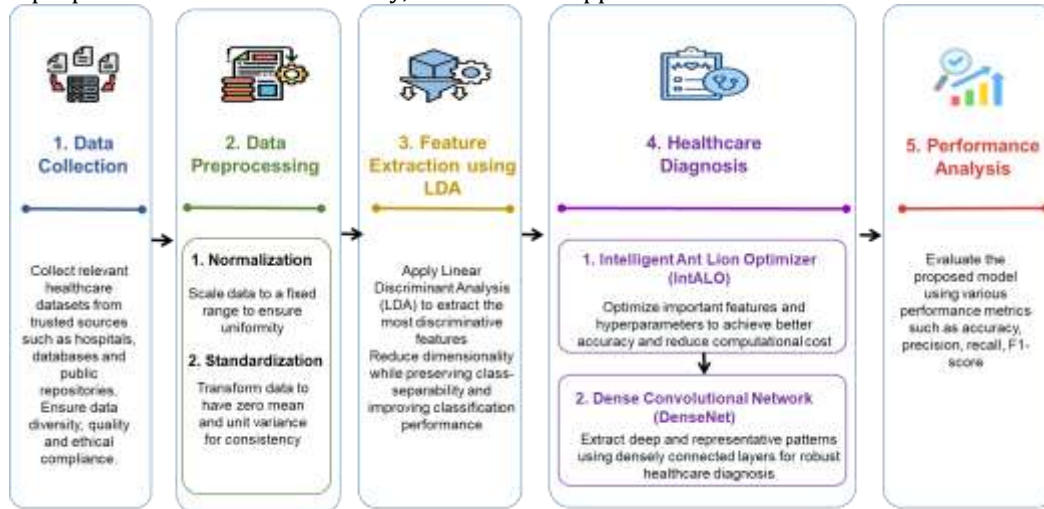 1. Data
Collection
Collect relevant
healthcare
datasets from
trusted sources
such as hospitals,
databases and
public
repositories.
Ensure data
diversity, quality
and ethical
compliance.
2. Data
Preprocessing
1. Normalization
Scale data to a fixed
range to ensure
uniformity
2. Standardization
Transform data to
have zero mean
and unit variance
for consistency
3. Feature
Extraction using
LDA
Apply Linear
Discriminant Analysis
(LDA) to extract the
most discriminative
features
Reduce dimensionality
while preserving class-
separability and
improving classification
performance
4. Healthcare
Diagnosis
1. Intelligent Ant Lion Optimizer
(IntALO)
Optimize important features and
hyperparameters to achieve better
accuracy and reduce computational cost
2. Dense Convolutional Network
(DenseNet)
Extract deep and representative patterns
using densely connected layers for robust
healthcare diagnosis
5. Performance
Analysis
Evaluate the
proposed model
using various
performance metrics
such as accuracy,
precision, recall, F1-
score